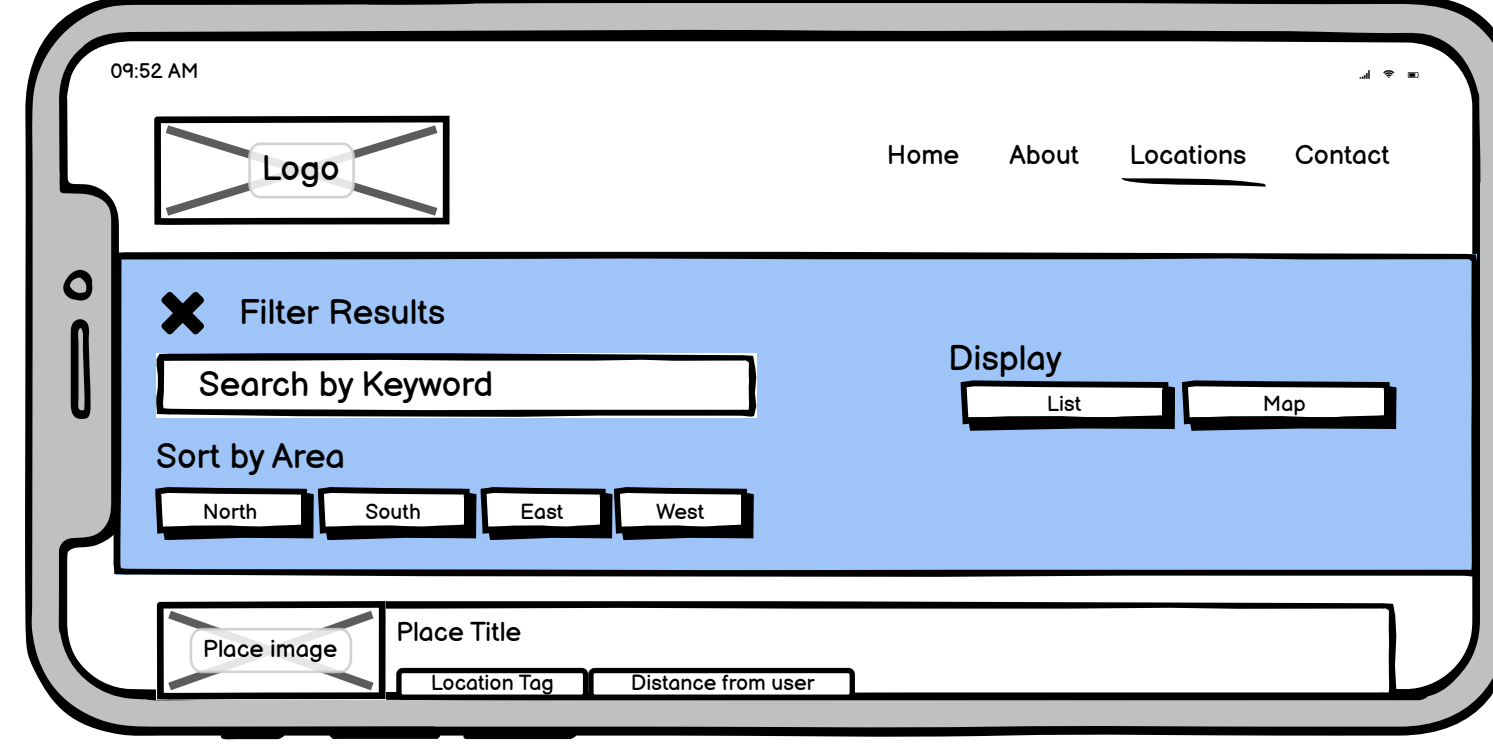 09:52 AM
Logo
Home About Locations Contact
Filter Results
Search by Keyword
Display
List Map
Sort by Area
North South East West
Place image
Place Title
Location Tag Distance from user